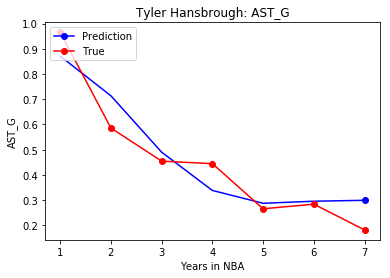 Tyler Hansbrough: AST_G
Prediction
True
AST_G
1.0
0.9
0.8
0.7
0.6
0.5
0.4
0.3
0.2
1 2 3 4 5 6 7
Years in NBA